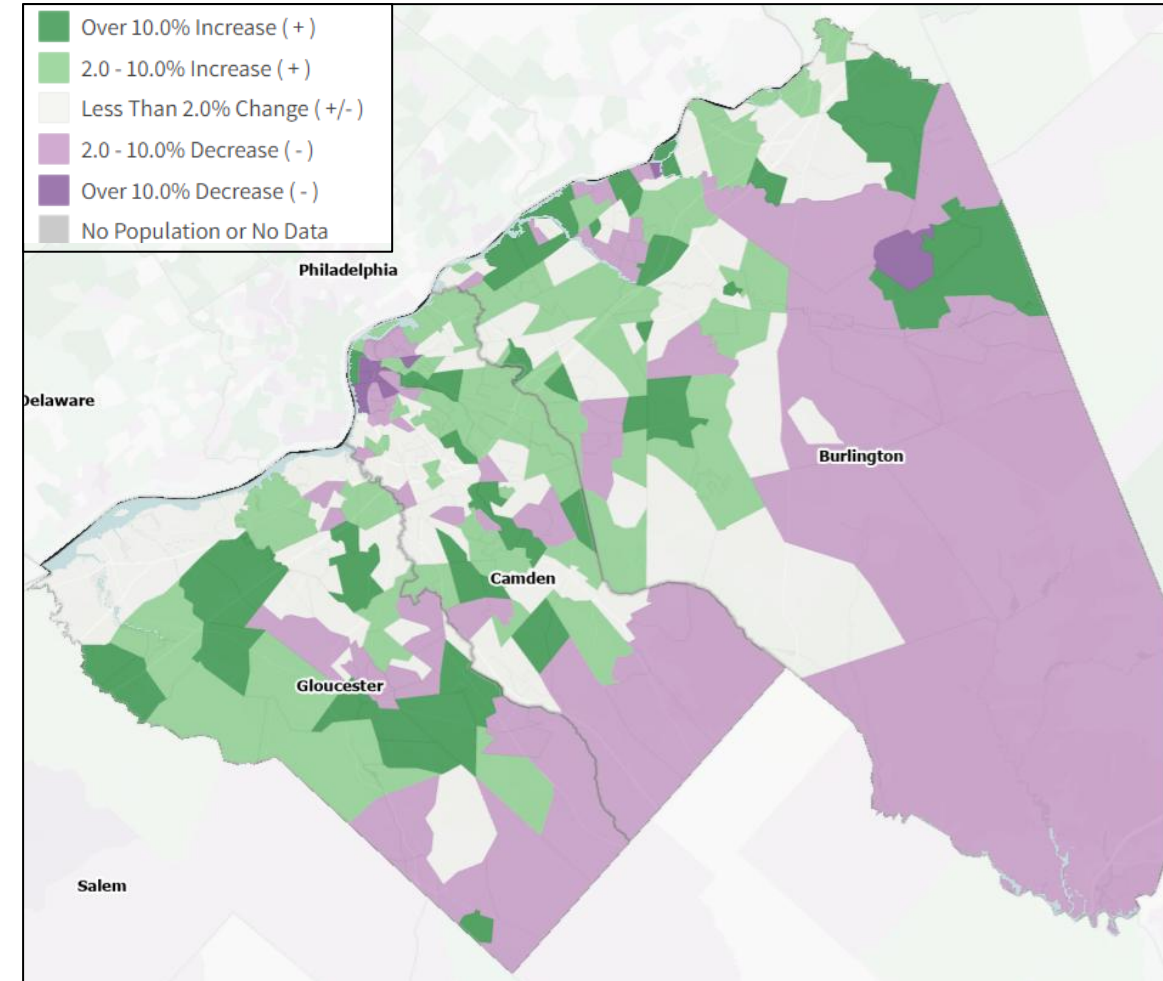 Over 10.0% Increase ( + )
2.0 - 10.0% Increase ( + )
Less Than 2.0% Change ( +/- )
2.0 - 10.0% Decrease ( - )
Over 10.0% Decrease ( - )
No Population or No Data
Philadelphia
Delaware
Burlington
Camden
Gloucester
Salem